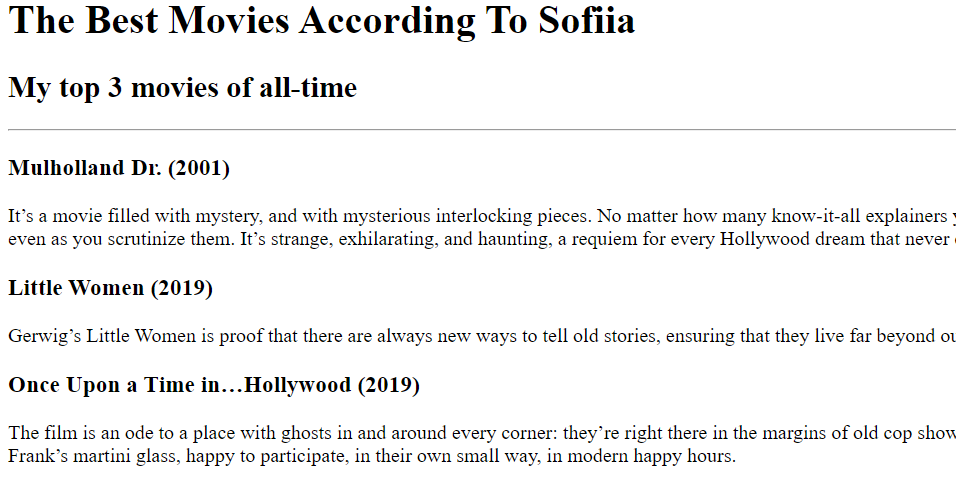 The Best Movies According To Sofiia
My top 3 movies of all-time
Mulholland Dr. (2001)
It’s a movie filled with mystery, and with mysterious interlocking pieces. No matter how many know-it-all explainers
even as you scrutinize them. It’s strange, exhilarating, and haunting, a requiem for every Hollywood dream that never
Little Women (2019)
Gerwig’s Little Women is proof that there are always new ways to tell old stories, ensuring that they live far beyond
Once Upon a Time in…Hollywood (2019)
The film is an ode to a place with ghosts in and around every corner: they’re right there in the margins of old cop
Frank’s martini glass, happy to participate, in their own small way, in modern happy hours.